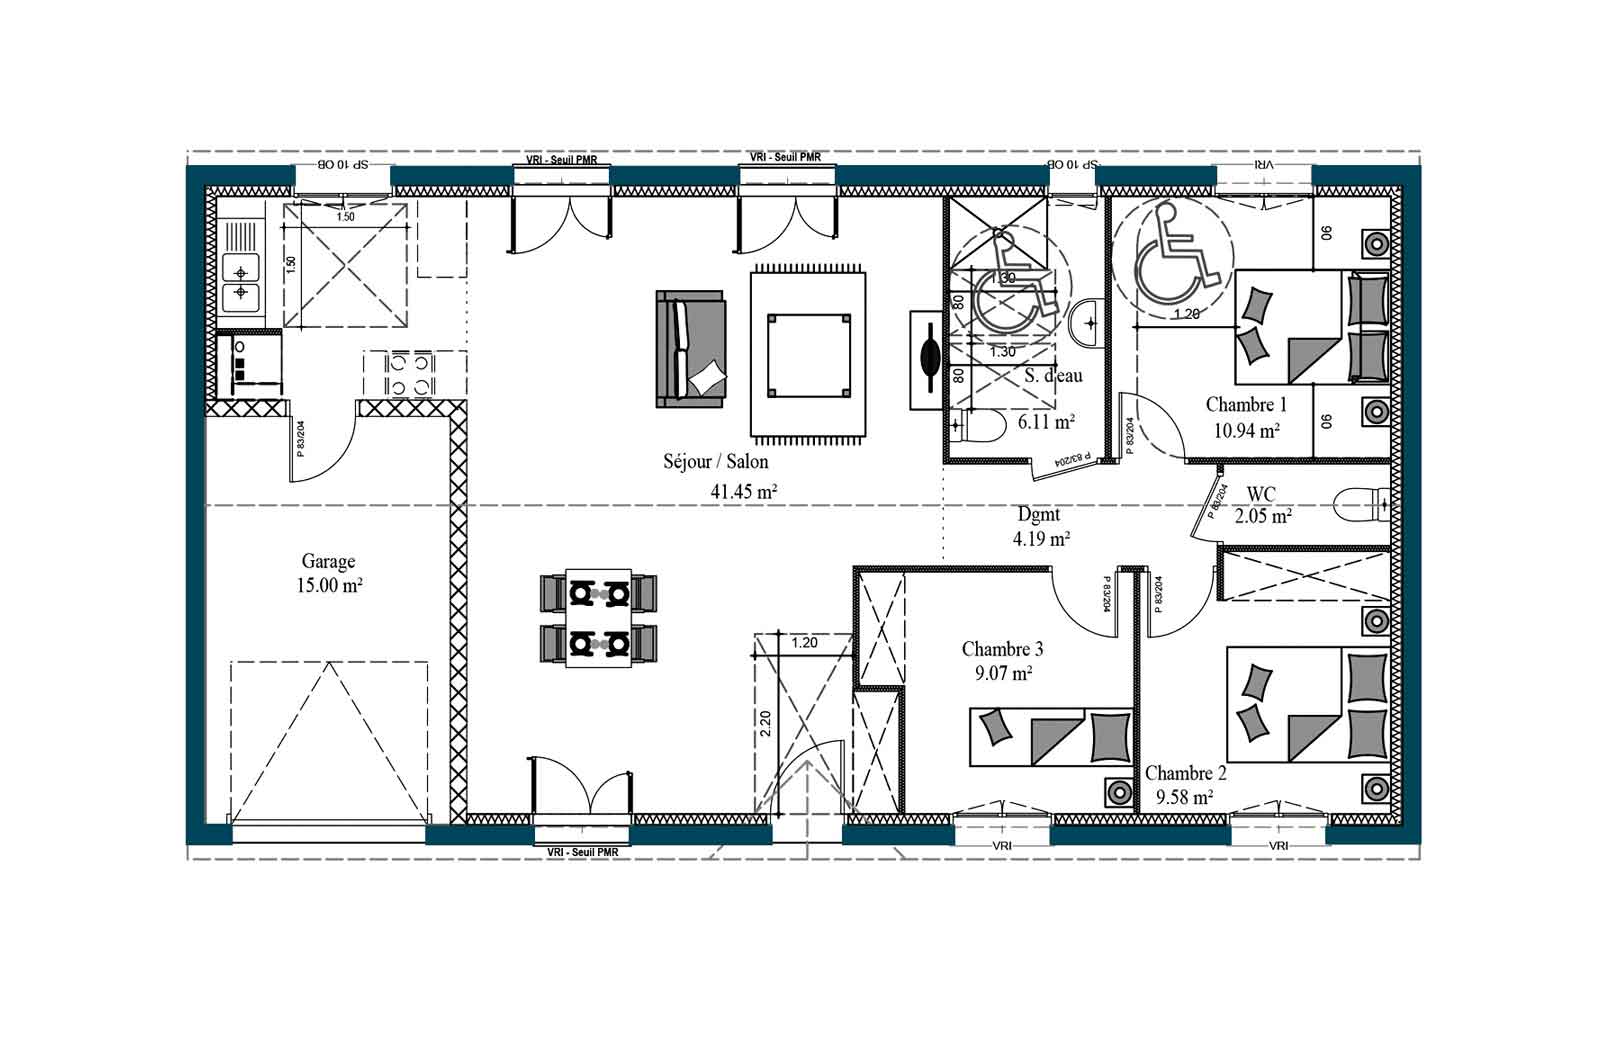 SP 10 OB
VRI - Seuil PMR
VRI - Seuil PMR
SP 10 OB
VRI
1.50
1.50
90
1.30
80
1.20
1.30
80
S. d'eau
6.11 m²
Chambre 1
10.94 m²
90
P 83/204
P 83/204
P 83/204
Séjour / Salon
41.45 m²
WC
2.05 m²
P 83/204
Dgmt
4.19 m²
Garage
15.00 m²
P 83/204
P 83/204
1.20
2.20
Chambre 3
9.07 m²
Chambre 2
9.58 m²
VRI - Seuil PMR
VRI
VRI